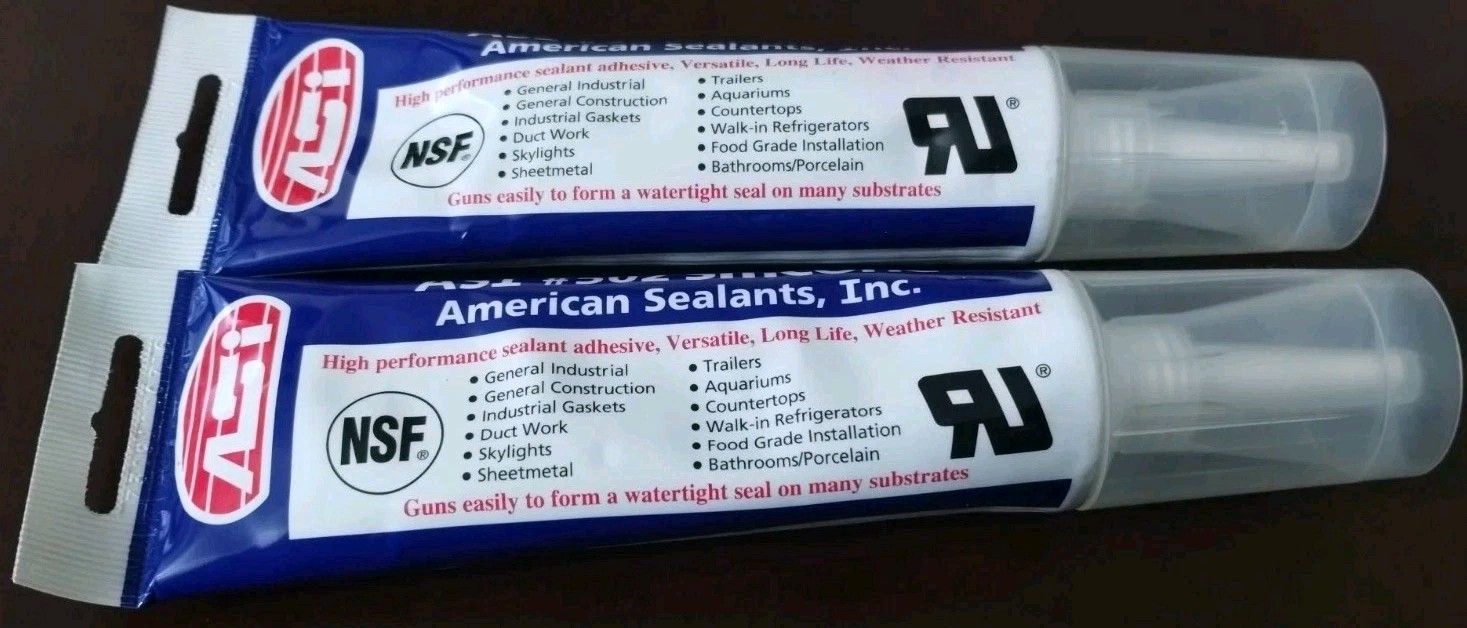 American Sealants, Inc.
High performance sealant adhesive, Versatile, Long Life, Weather Resistant
ASi
NSF®
• General Industrial
• General Construction
• Industrial Gaskets
• Duct Work
• Skylights
• Sheetmetal
• Trailers
• Aquariums
• Countertops
• Walk-in Refrigerators
• Food Grade Installation
• Bathrooms/Porcelain
RU®
Guns easily to form a watertight seal on many substrates
American Sealants, Inc.
High performance sealant adhesive, Versatile, Long Life, Weather Resistant
ASi
NSF®
• General Industrial
• General Construction
• Industrial Gaskets
• Duct Work
• Skylights
• Sheetmetal
• Trailers
• Aquariums
• Countertops
• Walk-in Refrigerators
• Food Grade Installation
• Bathrooms/Porcelain
RU®
Guns easily to form a watertight seal on many substrates